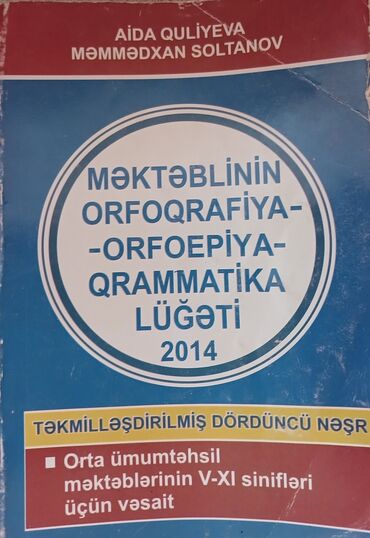 AİDA QULİYEVA
MƏMMƏDXAN SOLTANOV
MƏKTƏBLİNİN
ORFOQRAFİYA-
-ORFOEPİYA-
QRAMMATİKA
LÜĞƏTİ
2014
TƏKMİLLƏŞDİRİLMİŞ DÖRDÜNCÜ NƏŞR
■ Orta ümumtəhsil
məktəblərinin V-XI sinifləri
üçün vəsait